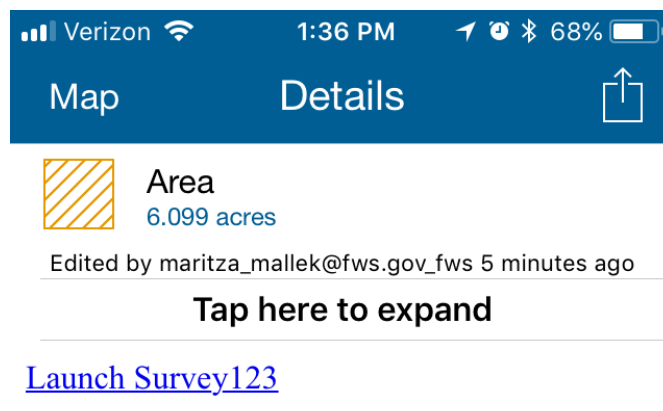 Verizon 1:36 PM 68%
Map Details
Area
6.099 acres
Edited by maritza_mallek@fws.gov_fws 5 minutes ago
Tap here to expand
Launch Survey123